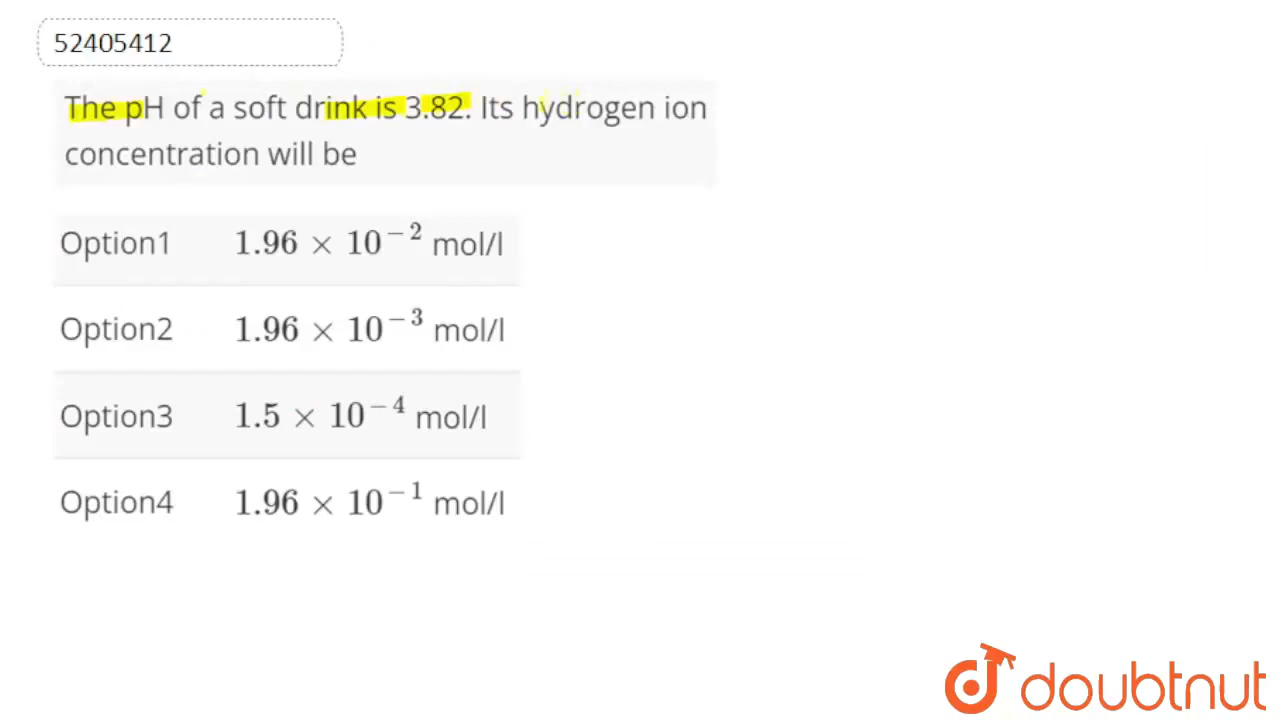 52405412
The pH of a soft drink is 3.82. Its hydrogen ion
concentration will be
Option1 1.96 × 10⁻² mol/l
Option2 1.96 × 10⁻³ mol/l
Option3 1.5 × 10⁻⁴ mol/l
Option4 1.96 × 10⁻¹ mol/l
doubtnut